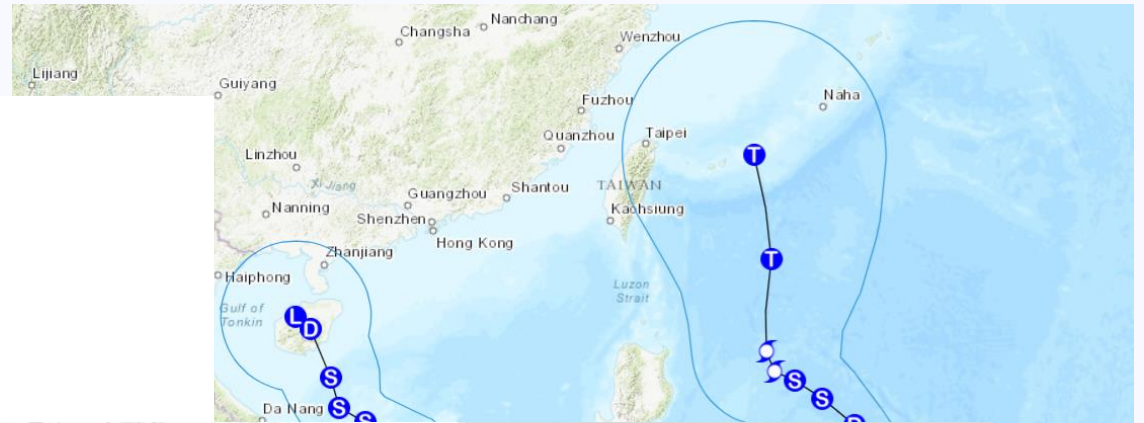 Nanchang
Changsha
Wenzhou
Lijiang
Guiyang
Naha
Fuzhou
Quanzhou
Taipei
T
Linzhou
Xi Jiang
Guangzhou
Shantou
TAIWAN
Nanning
Shenzhen
Kaohsiung
Hong Kong
Zhanjiang
T
Haiphong
Luzon
Strait
Gulf of
Tonkin
L
D
S
S
S
Da Nang
S
S